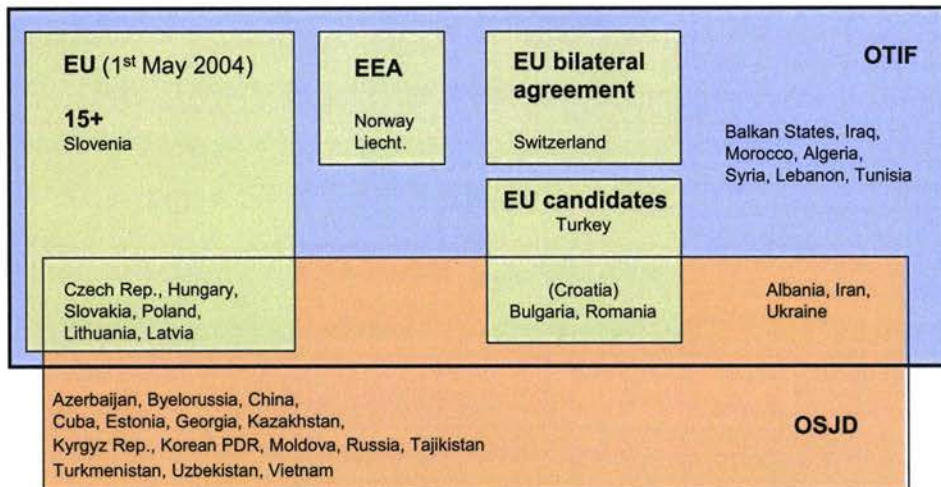 EU (1st May 2004)
15+
Slovenia
EEA
Norway
Liecht.
EU bilateral
agreement
Switzerland
OTIF
Balkan States, Iraq,
Morocco, Algeria,
Syria, Lebanon, Tunisia
EU candidates
Turkey
Czech Rep., Hungary,
Slovakia, Poland,
Lithuania, Latvia
(Croatia)
Bulgaria, Romania
Albania, Iran,
Ukraine
Azerbaijan, Byelorussia, China,
Cuba, Estonia, Georgia, Kazakhstan,
Kyrgyz Rep., Korean PDR, Moldova, Russia, Tajikistan
Turkmenistan, Uzbekistan, Vietnam
OSJD